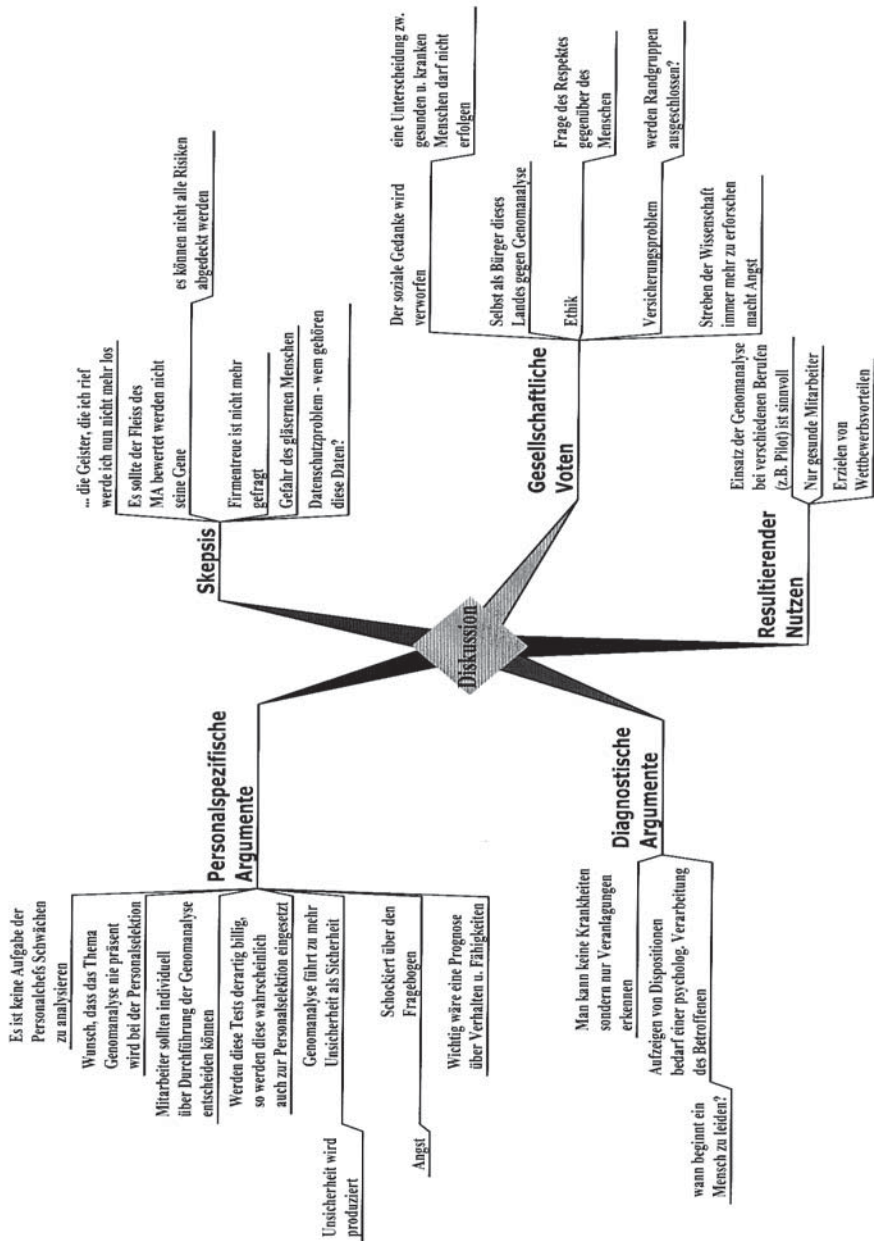 Diskussion
Skepsis
... die Geister, die ich rief
werde ich nun nicht mehr los
Es sollte der Fleiss des
MA bewertet werden nicht
seine Gene
es können nicht alle Risiken
abgedeckt werden
Firmentreue ist nicht mehr
gefragt
Gefahr des gläsernen Menschen
Datenschutzproblem - wem gehören
diese Daten?
Gesellschaftliche
Voten
Der soziale Gedanke wird
verworfen
eine Unterscheidung zw.
gesunden u. kranken
Menschen darf nicht
erfolgen
Selbst als Bürger dieses
Landes gegen Genomanalyse
Ethik
Frage des Respektes
gegenüber des
Menschen
Versicherungsproblem
werden Randgruppen
ausgeschlossen?
Streben der Wissenschaft
immer mehr zu erforschen
macht Angst
Resultierender
Nutzen
Einsatz der Genomanalyse
bei verschiedenen Berufen
(z.B. Pilot) ist sinnvoll
Nur gesunde Mitarbeiter
Erzielen von
Wettbewerbsvorteilen
Personalspezifische
Argumente
Es ist keine Aufgabe der
Personalchefs Schwächen
zu analysieren
Wunsch, dass das Thema
Genomanalyse nie präsent
wird bei der Personalselektion
Mitarbeiter sollten individuell
über Durchführung der Genomanalyse
entscheiden können
Werden diese Tests derartig billig,
so werden diese wahrscheinlich
auch zur Personalselektion eingesetzt
Genomanalyse führt zu mehr
Unsicherheit als Sicherheit
Unsicherheit wird
produziert
Schockiert über den
Fragebogen
Angst
Wichtig wäre eine Prognose
über Verhalten u. Fähigkeiten
Diagnostische
Argumente
Man kann keine Krankheiten
sondern nur Veranlagungen
erkennen
Aufzeigen von Dispositionen
bedarf einer psycholog. Verarbeitung
des Betroffenen
wann beginnt ein
Mensch zu leiden?